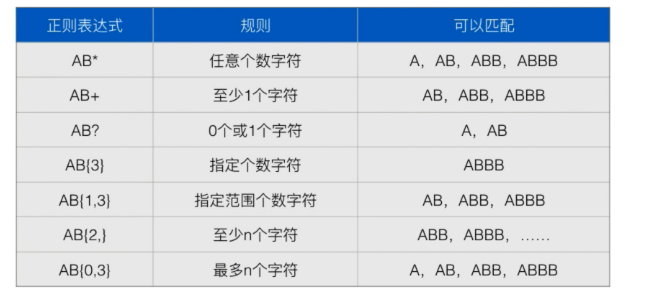 正则表达式 规则 可以匹配
AB* 任意个数字符 A，AB，ABB，ABBB
AB+ 至少1个字符 AB，ABB，ABBB
AB? 0个或1个字符 A，AB
AB{3} 指定个数字符 ABBB
AB{1,3} 指定范围个数字符 AB，ABB，ABBB
AB{2,} 至少n个字符 ABB，ABBB，……
AB{0,3} 最多n个字符 A，AB，ABB，ABBB